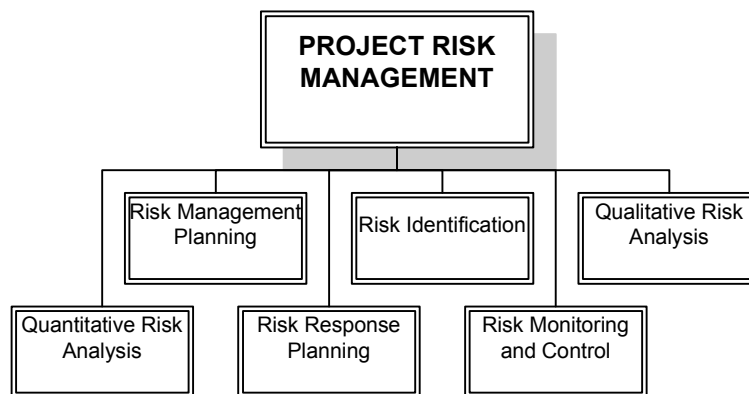 PROJECT RISK
MANAGEMENT
Risk Management
Planning
Risk Identification
Qualitative Risk
Analysis
Quantitative Risk
Analysis
Risk Response
Planning
Risk Monitoring
and Control